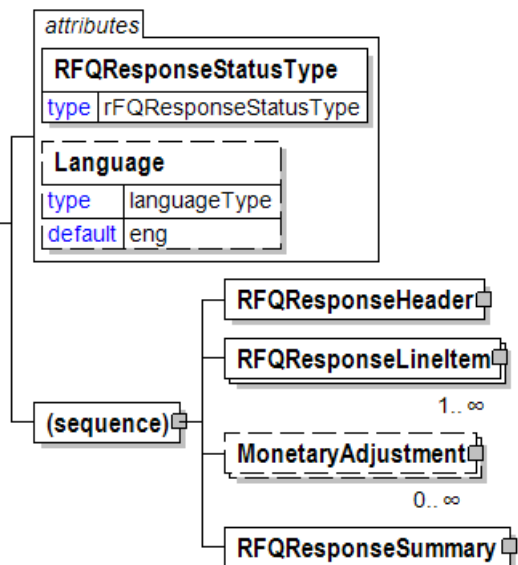 attributes
RFQResponseStatusType
type rFQResponseStatusType
Language
type languageType
default eng
RFQResponseHeader
RFQResponseLineItem
1.. ∞
(sequence)
MonetaryAdjustment
0.. ∞
RFQResponseSummary